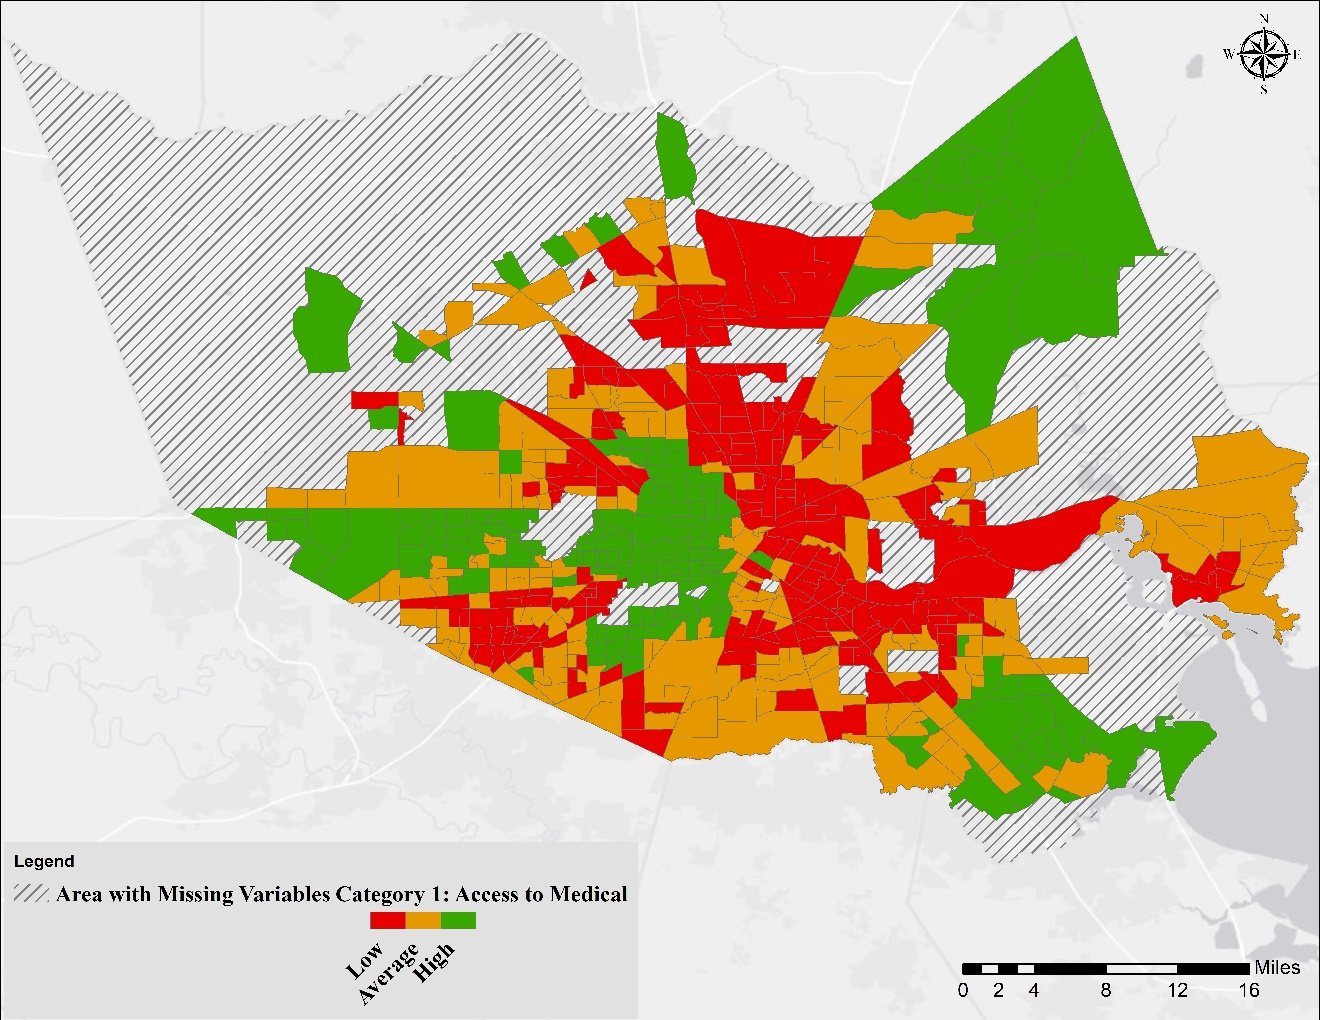 N
W E
S
Legend
Area with Missing Variables Category 1: Access to Medical
Low
Average
High
Miles
0 2 4 8 12 16